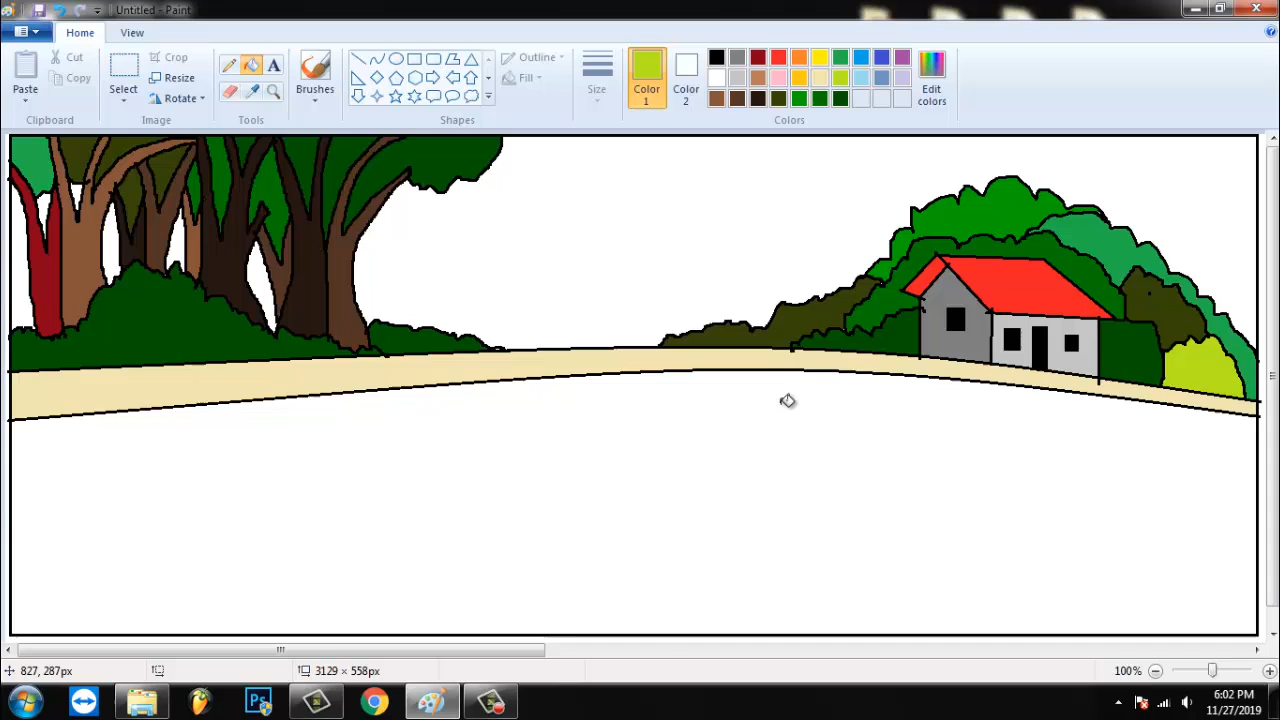 Untitled - Paint
Home View
Paste
Cut
Copy
Clipboard
Select
Crop
Resize
Rotate
Image
A
Tools
Brushes
Outline
Fill
Shapes
Size
Color 1
Color 2
Edit colors
Colors
827, 287px
3129 × 558px
100%
Ps
6:02 PM
11/27/2019